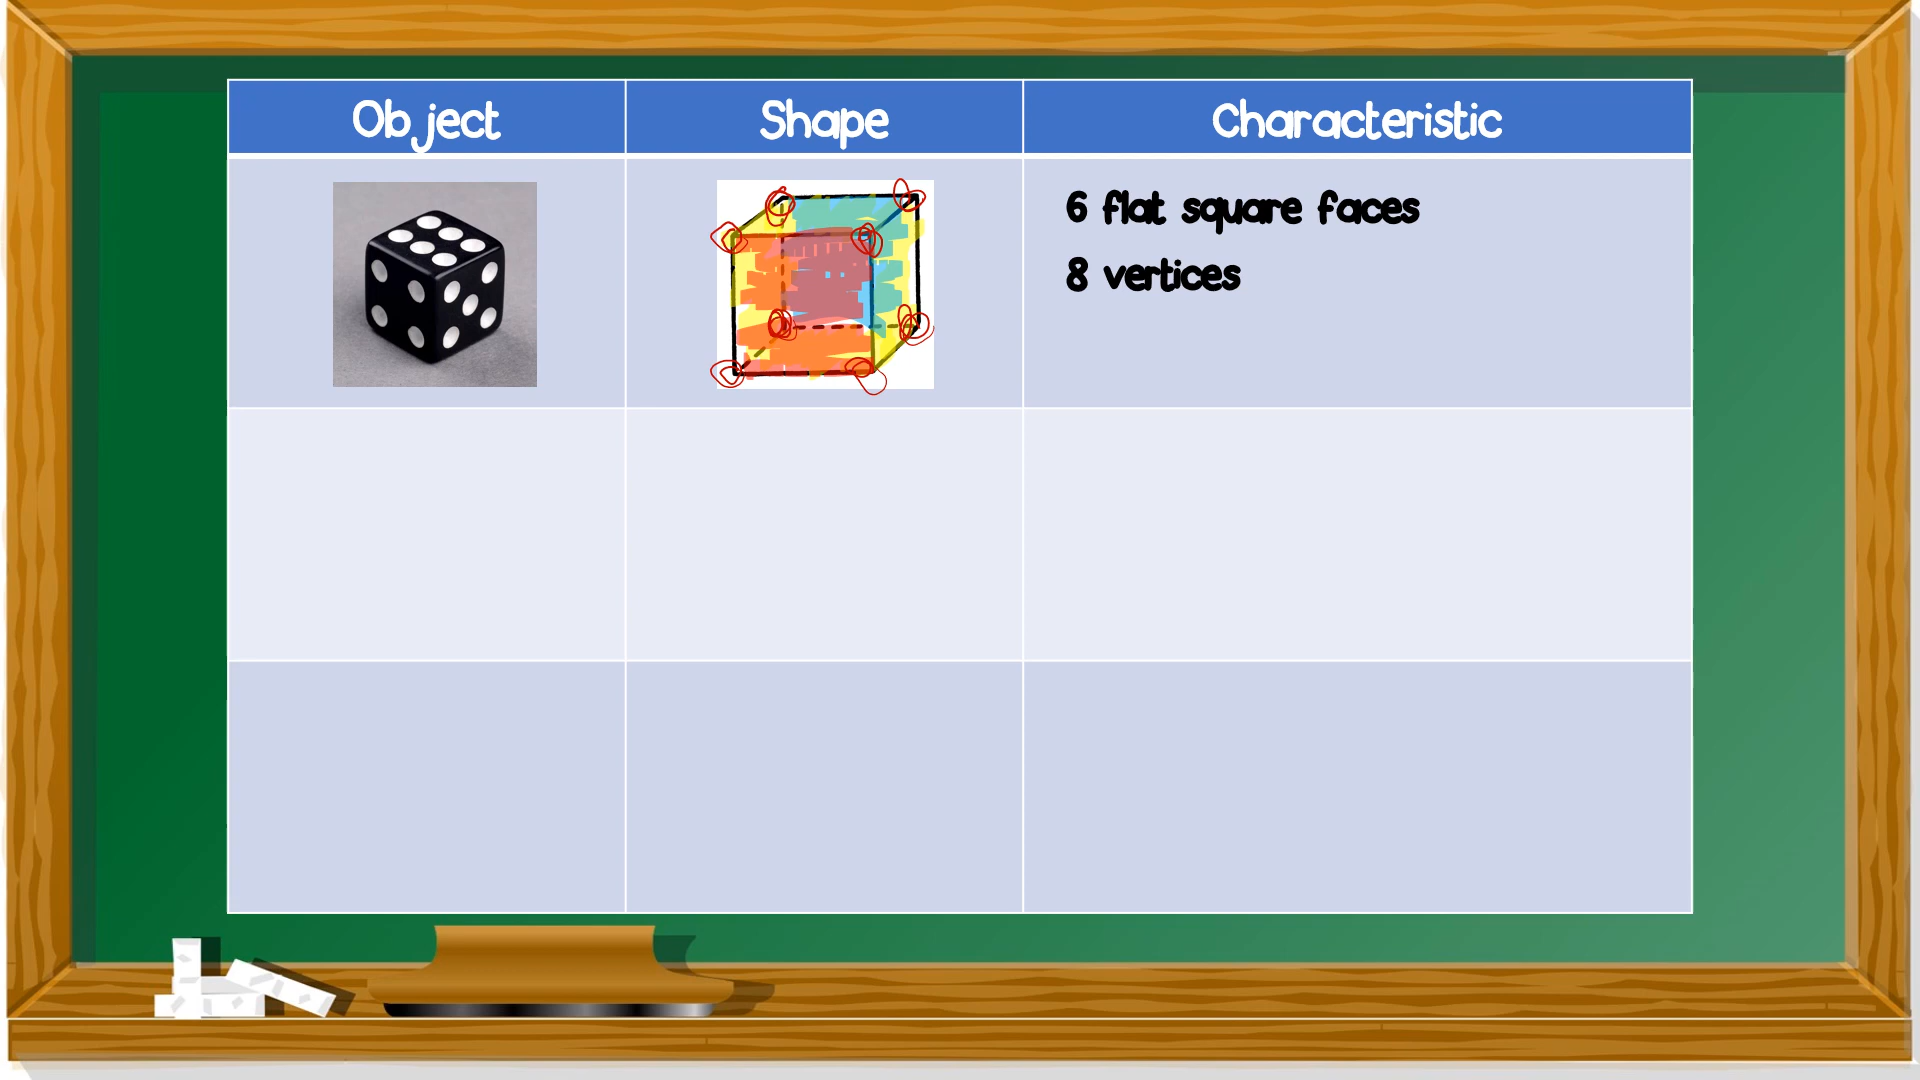 Object
Shape
Characteristic
6 flat square faces
8 vertices